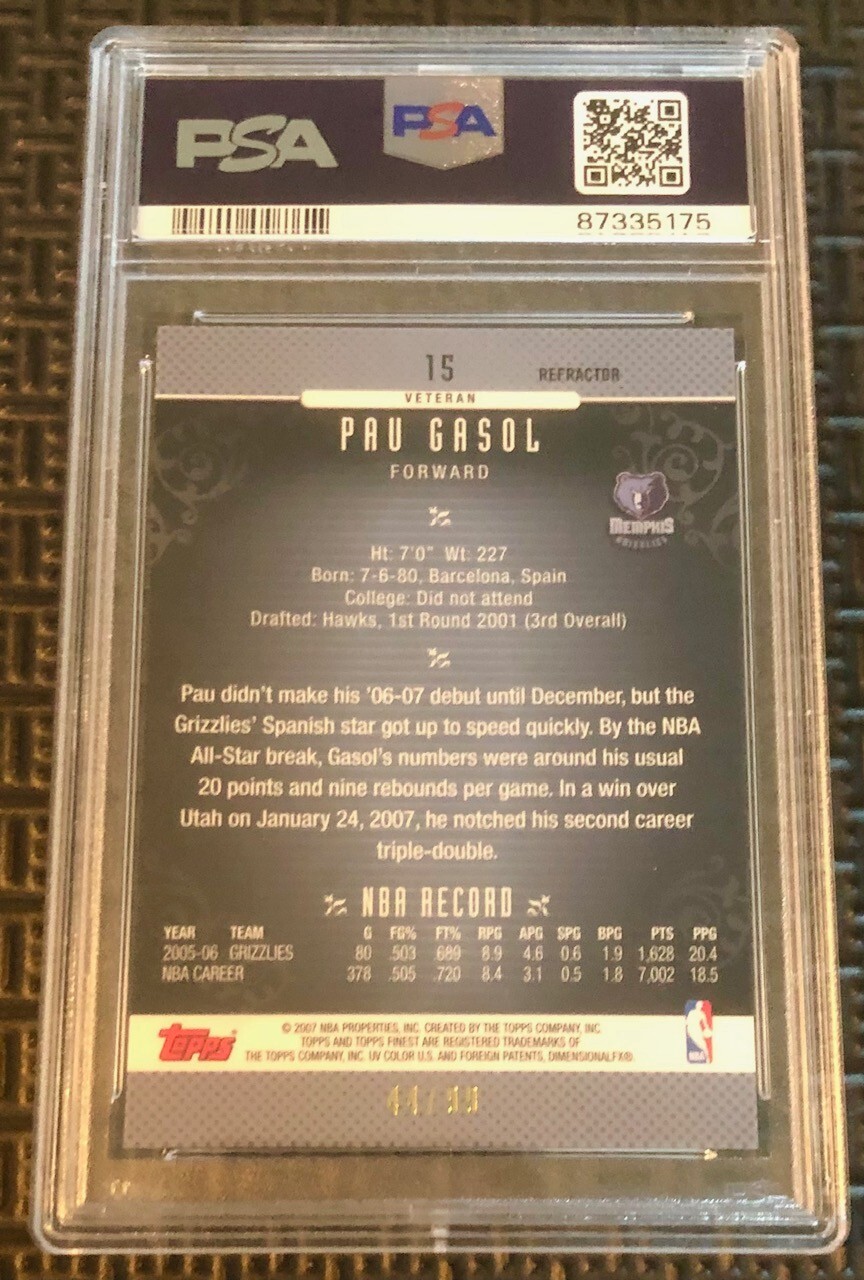 PSA
PSA
87335175
15
REFRACTOR
VETERAN
PAU GASOL
FORWARD
MEMPHIS
GRIZZLIES
Ht: 7'0" Wt: 227
Born: 7-6-80, Barcelona, Spain
College: Did not attend
Drafted: Hawks, 1st Round 2001 (3rd Overall)
Pau didn't make his '06-07 debut until December, but the
Grizzlies' Spanish star got up to speed quickly. By the NBA
All-Star break, Gasol's numbers were around his usual
20 points and nine rebounds per game. In a win over
Utah on January 24, 2007, he notched his second career
triple-double.
NBA RECORD
YEAR TEAM G FG% FT% RPG APG SPG BPG PTS PPG
2005-06 GRIZZLIES 80 .503 .689 8.9 4.6 0.6 1.9 1,628 20.4
NBA CAREER 378 .505 .720 8.4 3.1 0.5 1.8 7,002 18.5
TOPPS
© 2007 NBA PROPERTIES, INC. CREATED BY THE TOPPS COMPANY, INC.
TOPPS AND TOPPS FINEST ARE REGISTERED TRADEMARKS OF
THE TOPPS COMPANY, INC. UV COLOR U.S. AND FOREIGN PATENTS, DIMENSIONALFX®.
NBA
44/99